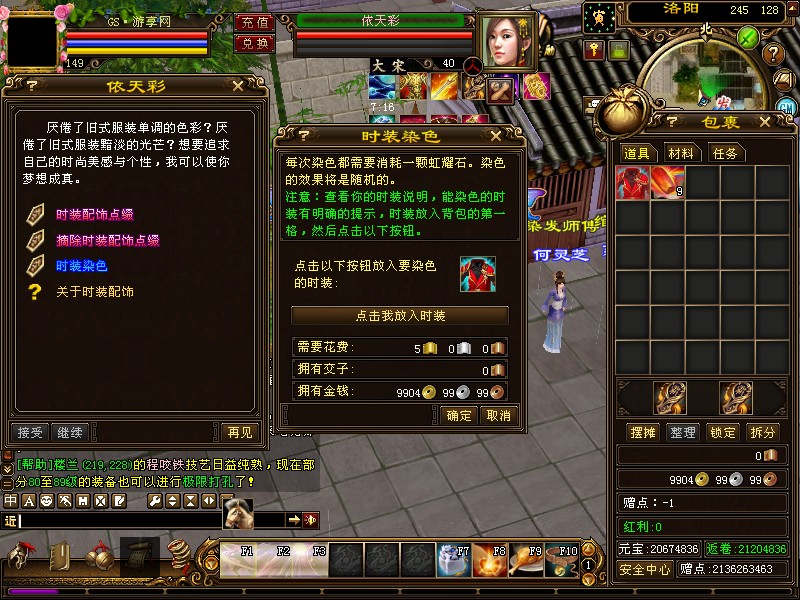 GS·游享网
149
充值
兑换
依天彩
大宋
40
7:16
洛阳
245 128
北
寅
依天彩
厌倦了旧式服装单调的色彩？厌
倦了旧式服装黯淡的光芒？想要追求
自己的时尚美感与个性，我可以使你
梦想成真。
时装配饰点缀
摘除时装配饰点缀
时装染色
关于时装配饰
接受
继续
再见
时装染色
每次染色都需要消耗一颗虹耀石。染色
的效果将是随机的。
注意：查看你的时装说明，能染色的时
装有明确的提示，时装放入背包的第一
格，然后点击以下按钮。
点击以下按钮放入要染色
的时装：
点击我放入时装
需要花费： 5 0 0
拥有交子： 0
拥有金钱： 9904 99 99
确定
取消
染发师傅
何灵芝
包裹
道具
材料
任务
9
摆摊
整理
锁定
拆分
0
9904 99 99
赠点：-1
红利：0
元宝：20674836
返卷：21204836
安全中心
赠点：2136263463
[帮助]楼兰（219,228）的程咬铁技艺日益纯熟，现在部
分80至89级的装备也可以进行极限打孔了！
中
近
F1 F2 F3 F7 F8 F9 F10
1